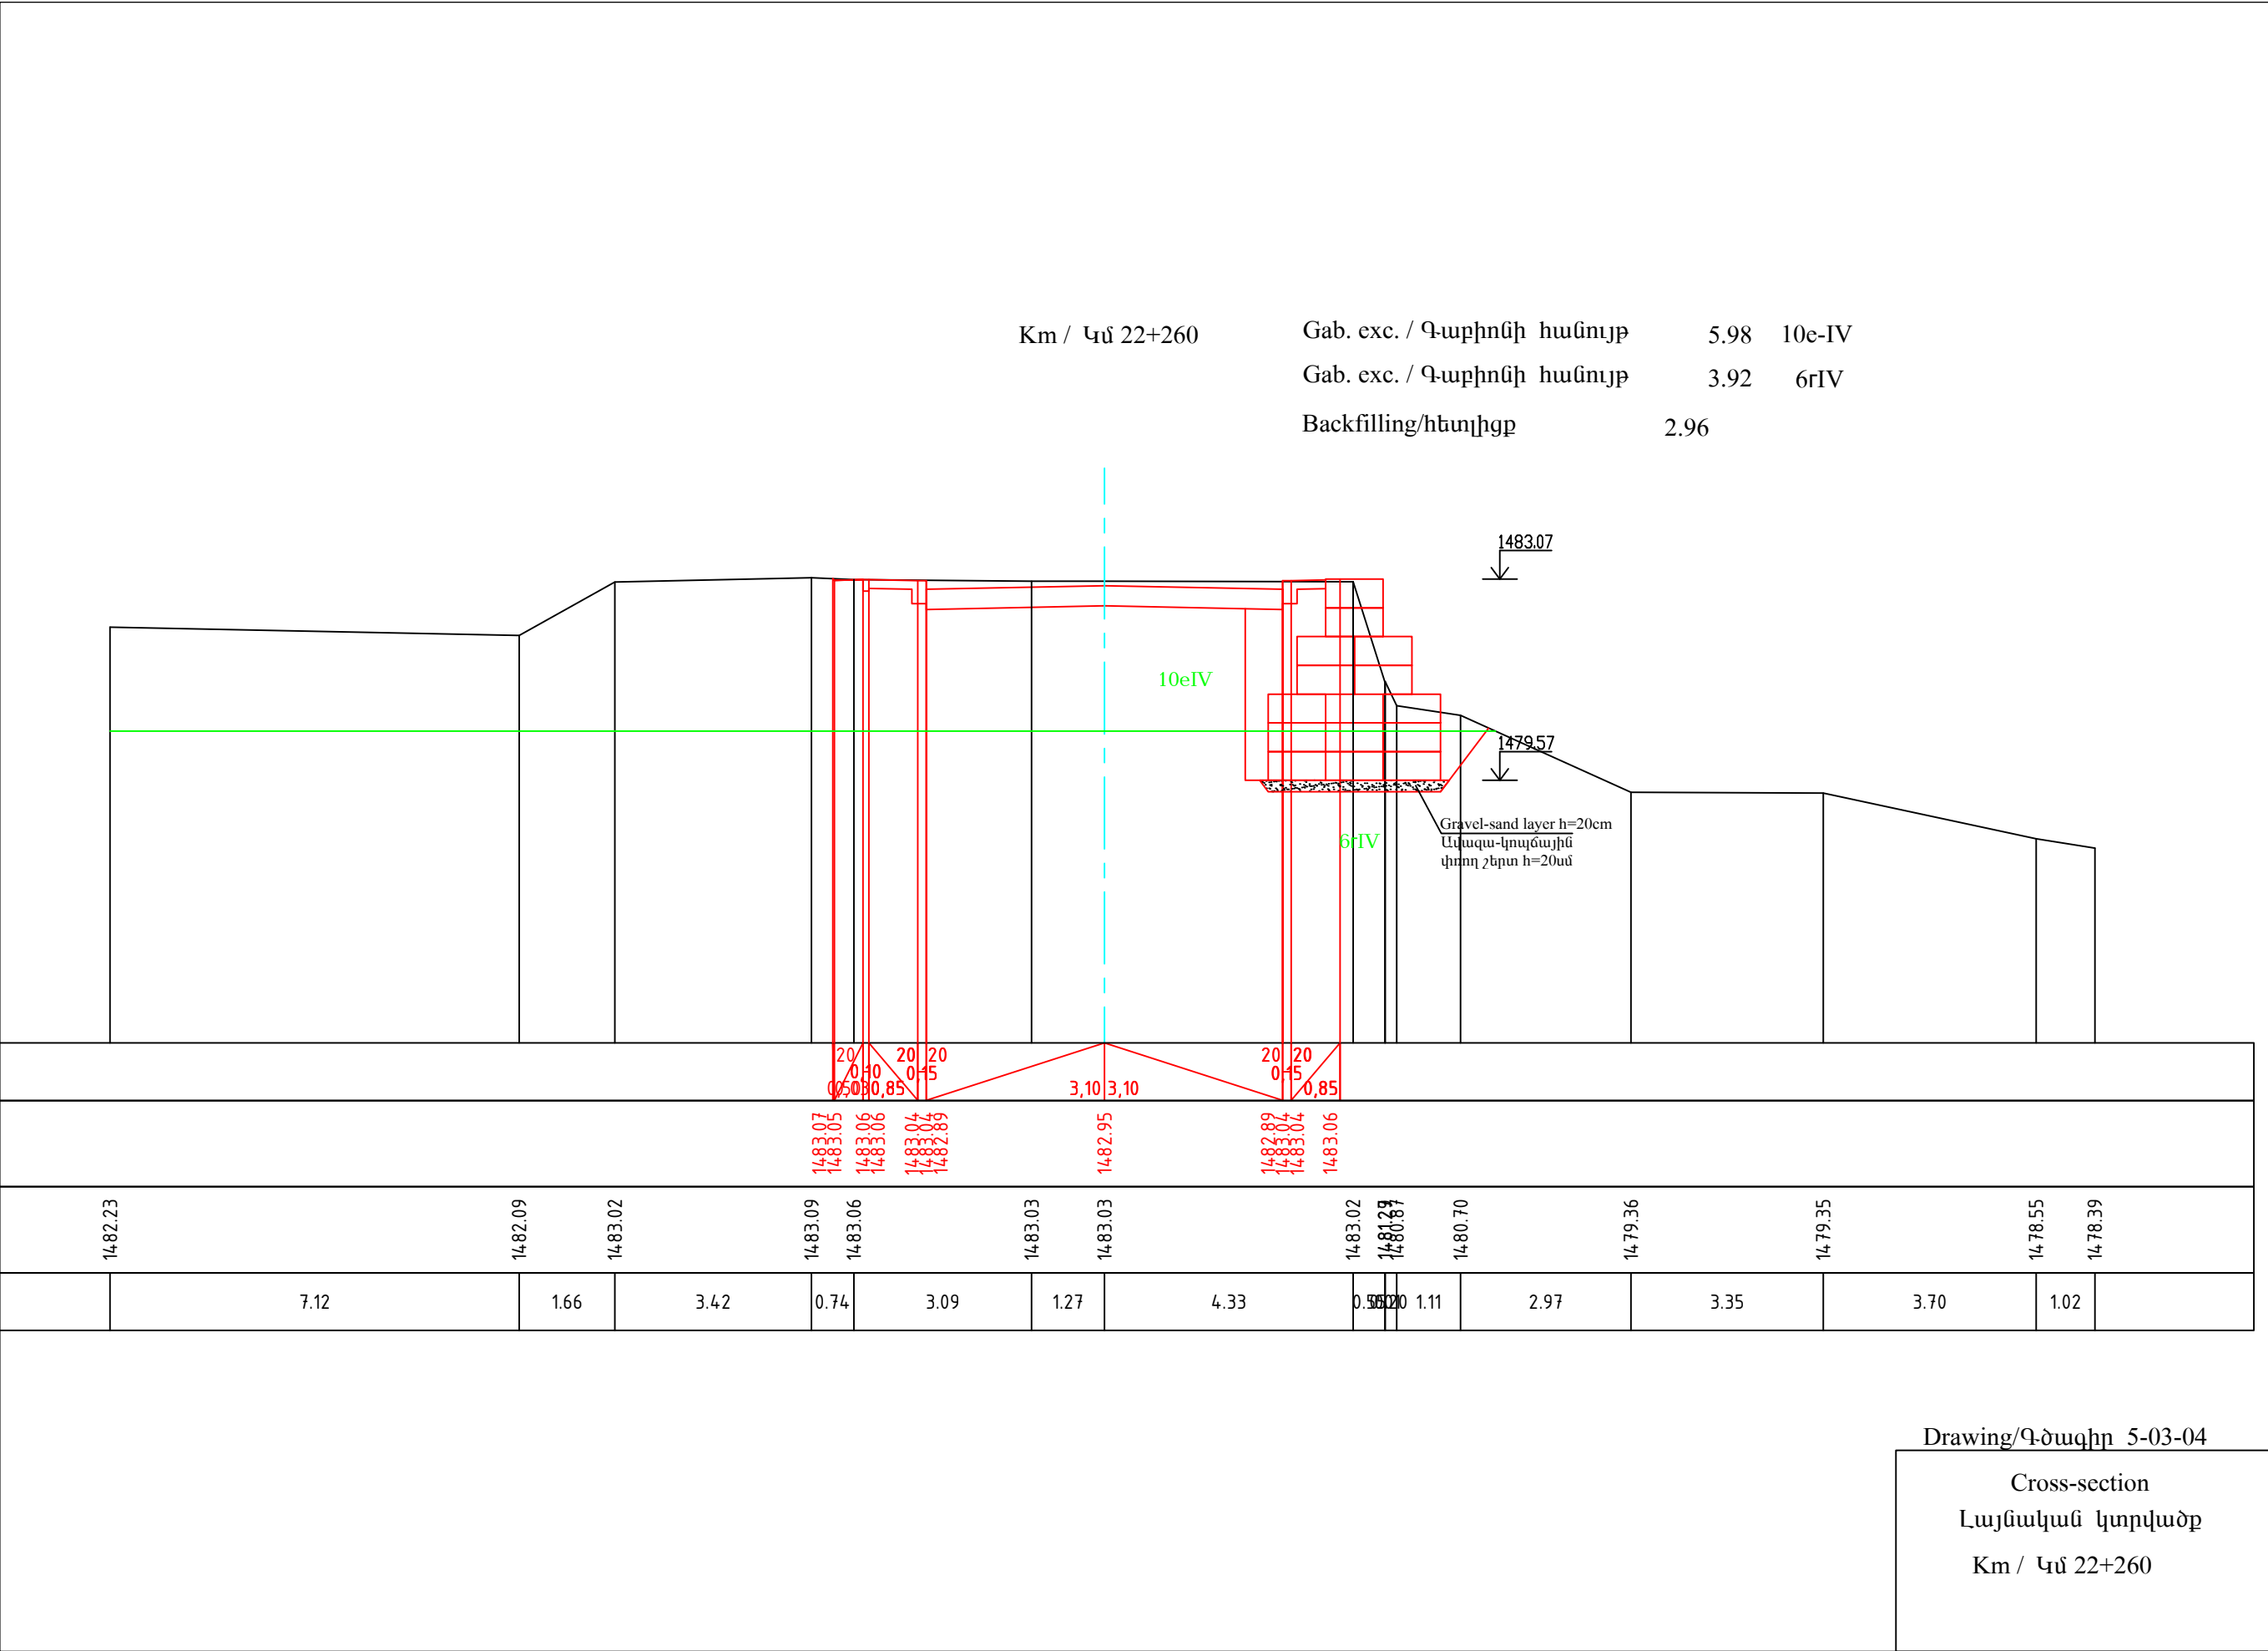 Km / Կմ 22+260
Gab. exc. / Գաբիոնի հանույթ 5.98 10e-IV
Gab. exc. / Գաբիոնի հանույթ 3.92 6гIV
Backfilling/հետլիցք 2.96
1483.07
10eIV
1479.57
Gravel-sand layer h=20cm
Ավազա-կոպճային
փռող շերտ h=20սմ
6гIV
20 20 20 20 20
0,10 0,15 0,15
0,85 3,10 3,10 0,85
1483.07 1483.05 1483.06 1483.06 1483.04 1483.04 1482.89 1482.95 1482.89 1483.04 1483.04 1483.06
1482.23 1482.09 1483.02 1483.09 1483.06 1483.03 1483.03 1483.02 1480.87 1480.70 1479.36 1479.35 1478.55 1478.39
7.12 1.66 3.42 0.74 3.09 1.27 4.33 1.11 2.97 3.35 3.70 1.02
Drawing/Գծագիր 5-03-04
Cross-section
Լայնական կտրվածք
Km / Կմ 22+260